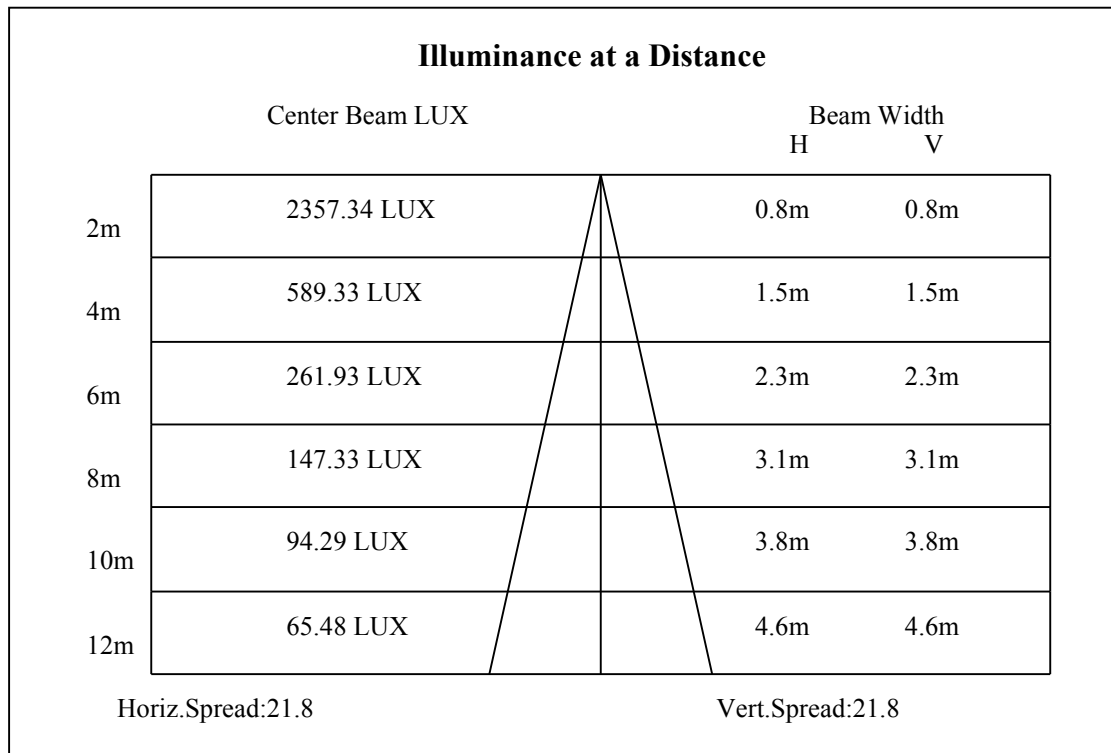 Illuminance at a Distance
Center Beam LUX Beam Width
H V
2357.34 LUX 0.8m 0.8m
2m
589.33 LUX 1.5m 1.5m
4m
261.93 LUX 2.3m 2.3m
6m
147.33 LUX 3.1m 3.1m
8m
94.29 LUX 3.8m 3.8m
10m
65.48 LUX 4.6m 4.6m
12m
Horiz.Spread:21.8 Vert.Spread:21.8